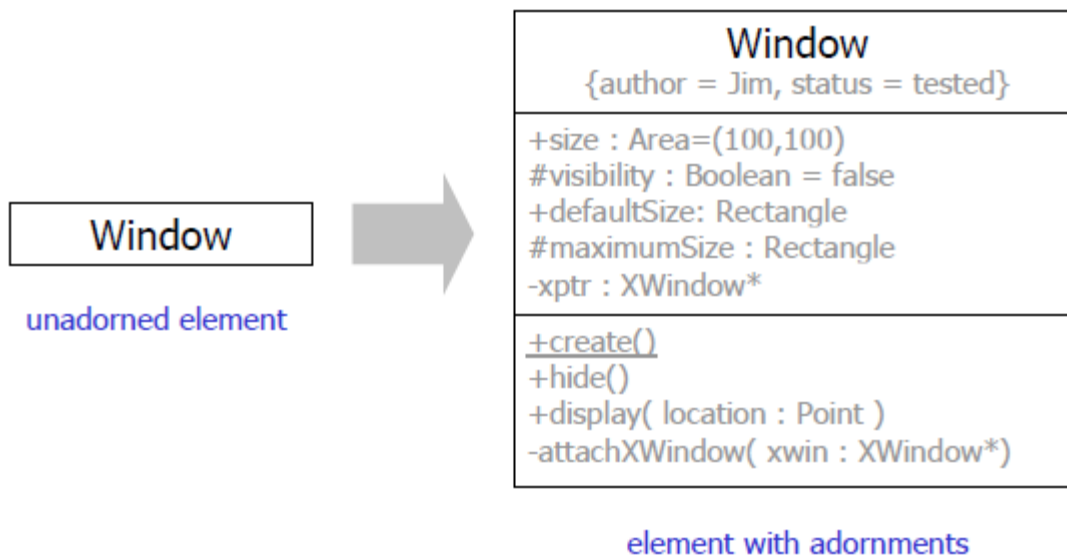 Window
unadorned element
Window
{author = Jim, status = tested}
+size : Area=(100,100)
#visibility : Boolean = false
+defaultSize: Rectangle
#maximumSize : Rectangle
-xptr : XWindow*
+create()
+hide()
+display( location : Point )
-attachXWindow( xwin : XWindow*)
element with adornments